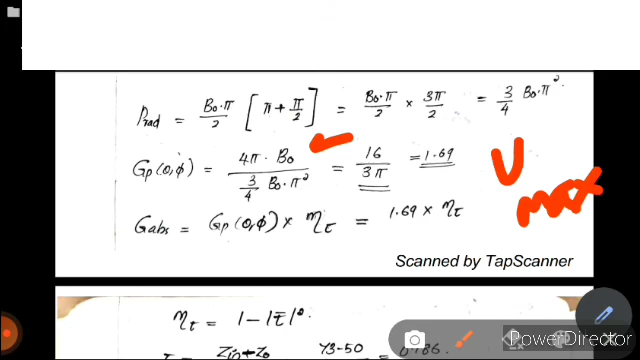 Prad = B₀·π/2 [π + π/2] = B₀·π/2 × 3π/2 = 3/4 B₀·π².
Gp(θ,φ) = 4π·B₀ / (3/4 B₀·π²) = 16/3π = 1.69
U max
Gabs = Gp(θ,φ) × ητ = 1.69 × ητ
Scanned by TapScanner
ητ = 1 - |τ|²
Zin + Z₀ 73 - 50 = 0.186
PowerDirector